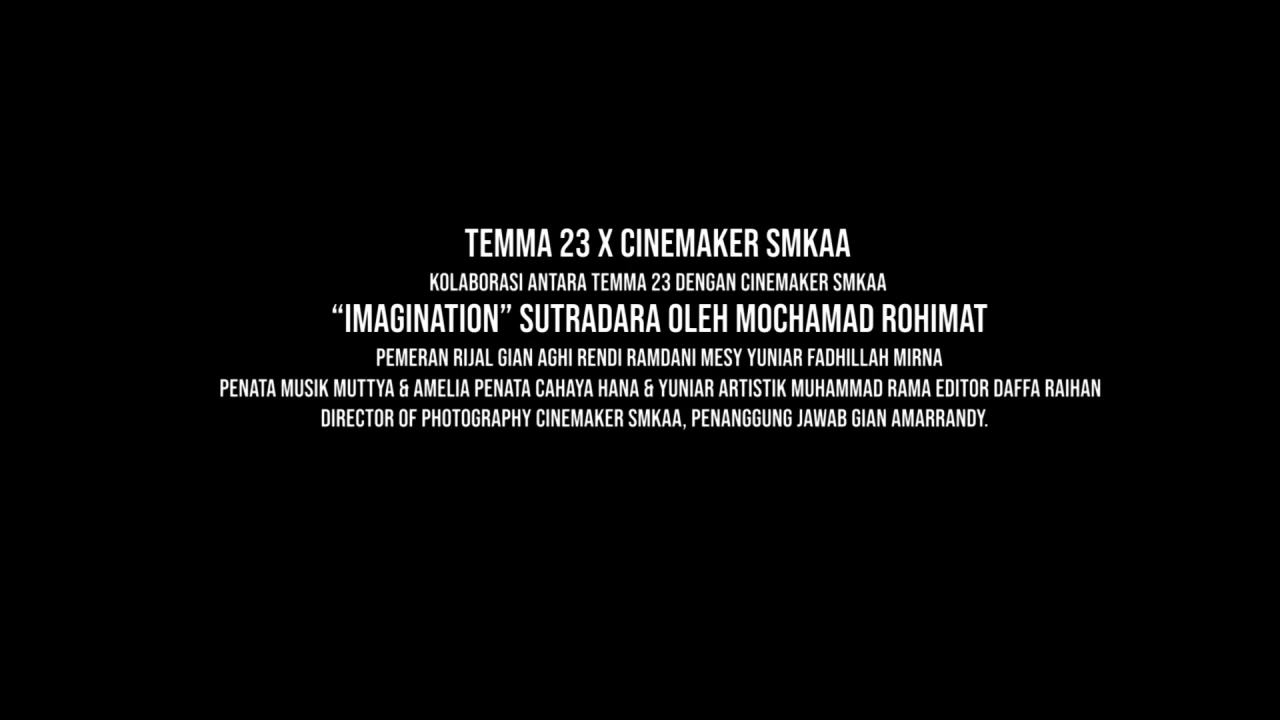 TEMMA 23 X CINEMAKER SMKAA
KOLABORASI ANTARA TEMMA 23 DENGAN CINEMAKER SMKAA
“IMAGINATION” SUTRADARA OLEH MOCHAMAD ROHIMAT
PEMERAN RIJAL GIAN AGHI RENDI RAMDANI MESY YUNIAR FADHILLAH MIRNA
PENATA MUSIK MUTTYA & AMELIA PENATA CAHAYA HANA & YUNIAR ARTISTIK MUHAMMAD RAMA EDITOR DAFFA RAIHAN
DIRECTOR OF PHOTOGRAPHY CINEMAKER SMKAA, PENANGGUNG JAWAB GIAN AMARRANDY.